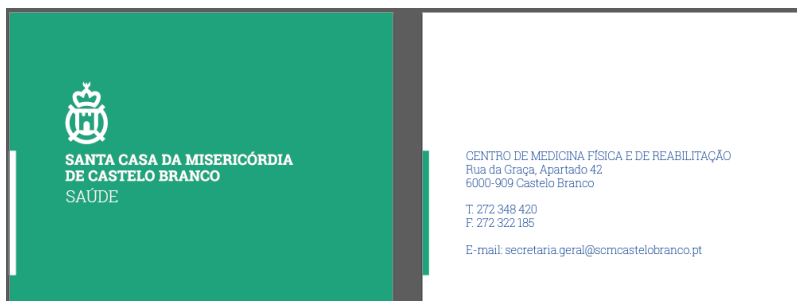 SANTA CASA DA MISERICÓRDIA
DE CASTELO BRANCO
SAÚDE
CENTRO DE MEDICINA FÍSICA E DE REABILITAÇÃO
Rua da Graça, Apartado 42
6000-909 Castelo Branco
T. 272 348 420
F. 272 322 185
E-mail: secretaria.geral@scmcastelobranco.pt